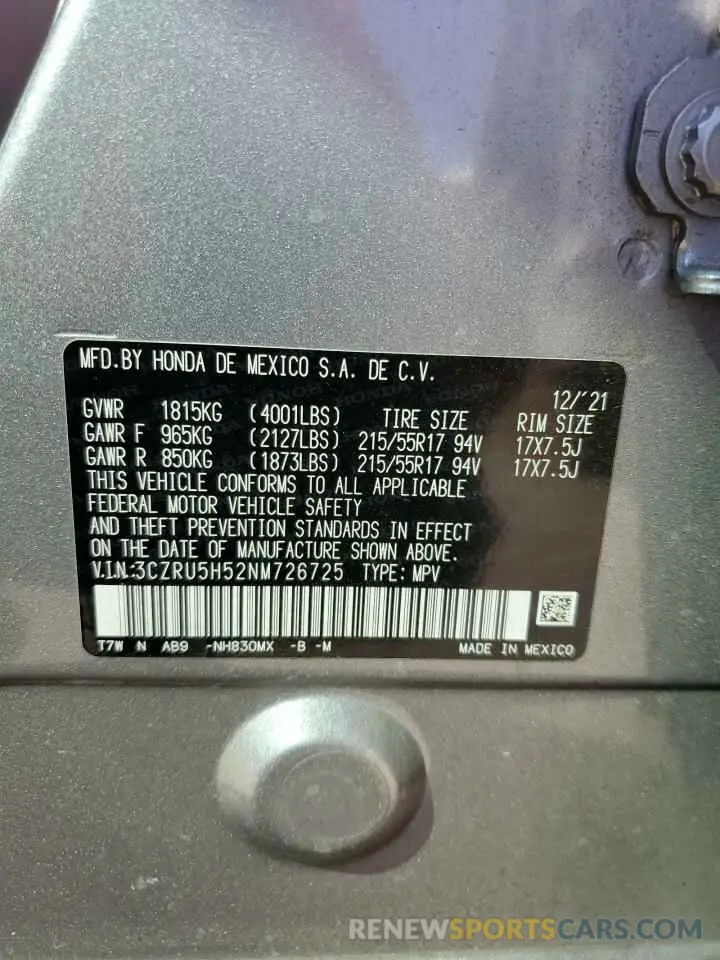 MFD.BY HONDA DE MEXICO S.A. DE C.V.
12/'21
GVWR 1815KG (4001LBS) TIRE SIZE RIM SIZE
GAWR F 965KG (2127LBS) 215/55R17 94V 17X7.5J
GAWR R 850KG (1873LBS) 215/55R17 94V 17X7.5J
THIS VEHICLE CONFORMS TO ALL APPLICABLE
FEDERAL MOTOR VEHICLE SAFETY
AND THEFT PREVENTION STANDARDS IN EFFECT
ON THE DATE OF MANUFACTURE SHOWN ABOVE.
V.I.N:3CZRU5H52NM726725 TYPE: MPV
T7W N AB9 -NH830MX -B -M MADE IN MEXICO
RENEWSPORTSCARS.COM